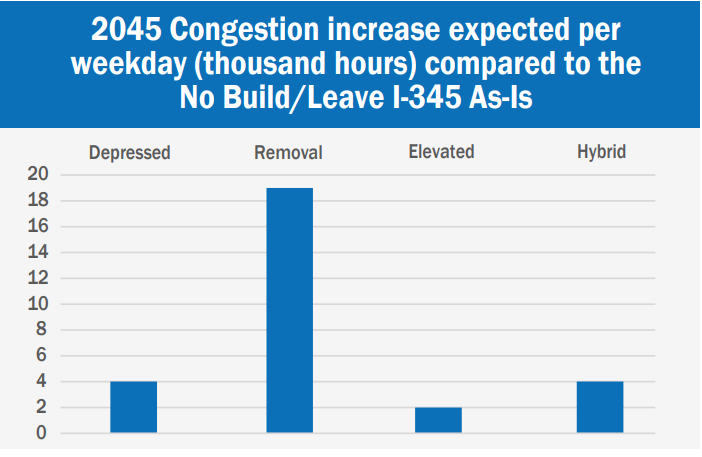 2045 Congestion increase expected per
weekday (thousand hours) compared to the
No Build/Leave I-345 As-Is
Depressed Removal Elevated Hybrid
20
18
16
14
12
10
8
6
4
2
0